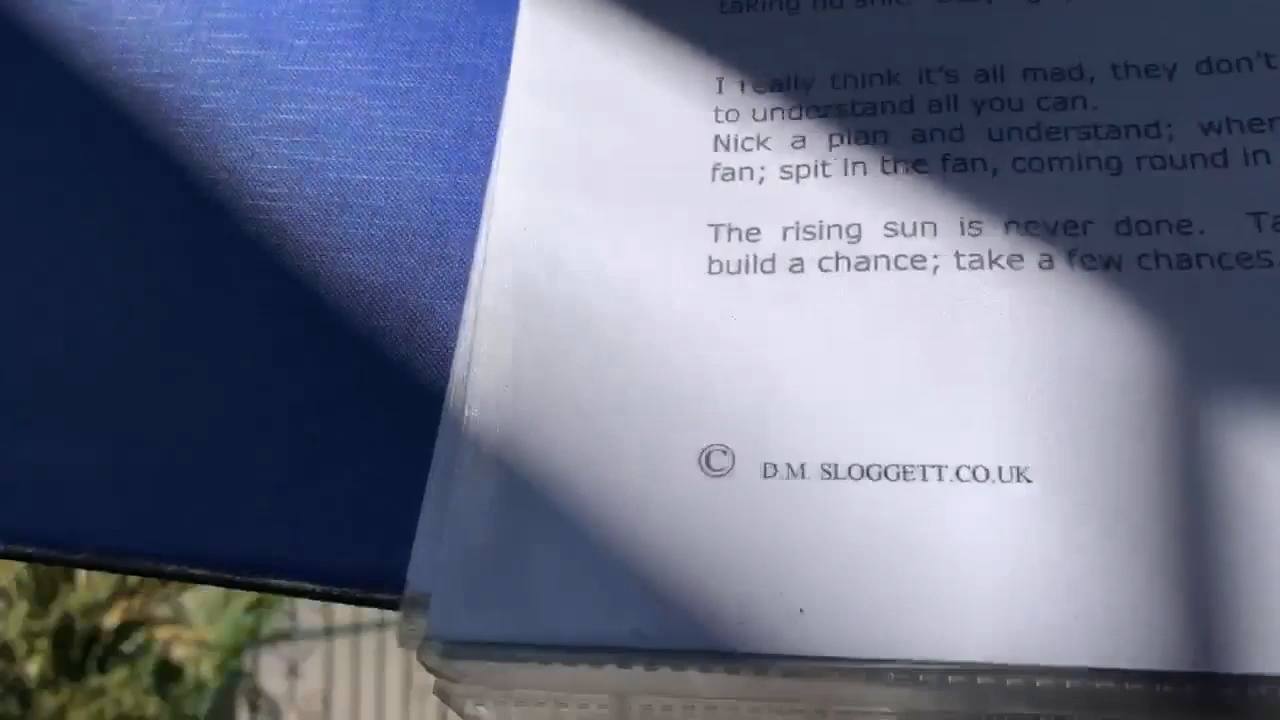 taking no
I really think it's all mad, they don't
to understand all you can.
Nick a plan and understand; when
fan; spit in the fan, coming round in
The rising sun is never done.
build a chance; take a few chances
© D.M. SLOGGETT.CO.UK